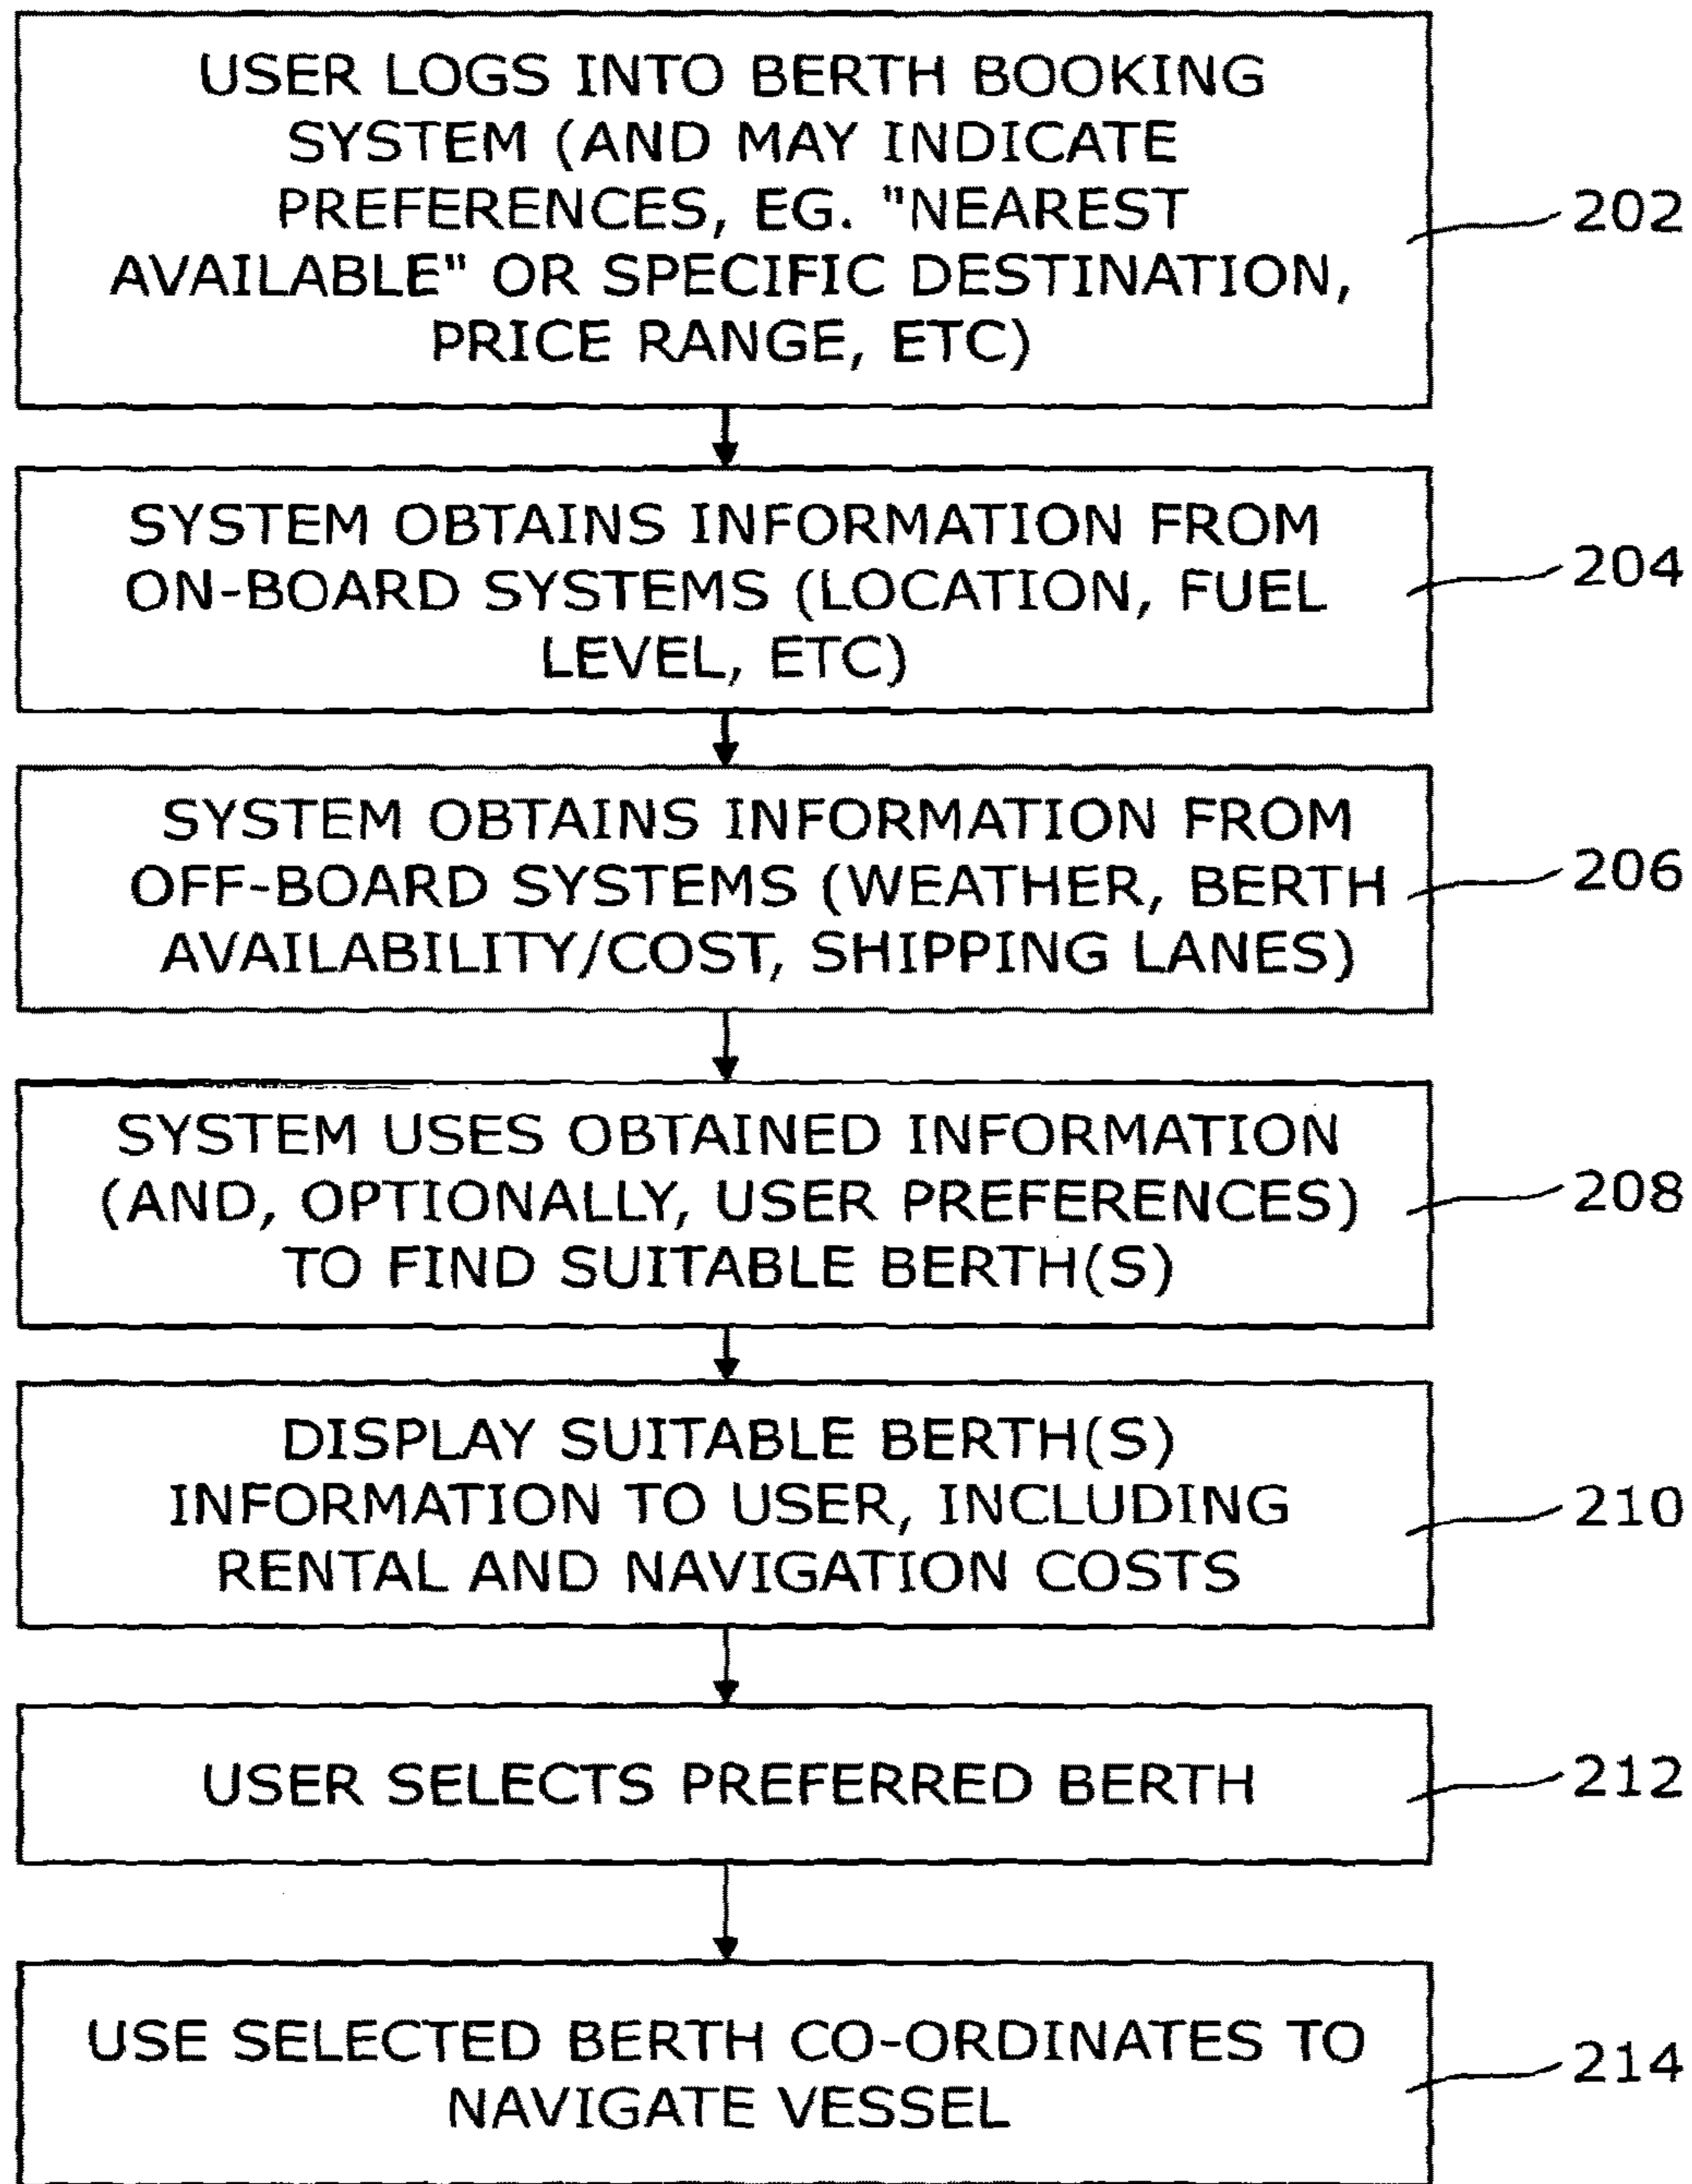 USER LOGS INTO BERTH BOOKING
SYSTEM (AND MAY INDICATE
PREFERENCES, EG. "NEAREST
AVAILABLE" OR SPECIFIC DESTINATION,
PRICE RANGE, ETC)
202
SYSTEM OBTAINS INFORMATION FROM
ON-BOARD SYSTEMS (LOCATION, FUEL
LEVEL, ETC)
204
SYSTEM OBTAINS INFORMATION FROM
OFF-BOARD SYSTEMS (WEATHER, BERTH
AVAILABILITY/COST, SHIPPING LANES)
206
SYSTEM USES OBTAINED INFORMATION
(AND, OPTIONALLY, USER PREFERENCES)
TO FIND SUITABLE BERTH(S)
208
DISPLAY SUITABLE BERTH(S)
INFORMATION TO USER, INCLUDING
RENTAL AND NAVIGATION COSTS
210
USER SELECTS PREFERRED BERTH
212
USE SELECTED BERTH CO-ORDINATES TO
NAVIGATE VESSEL
214